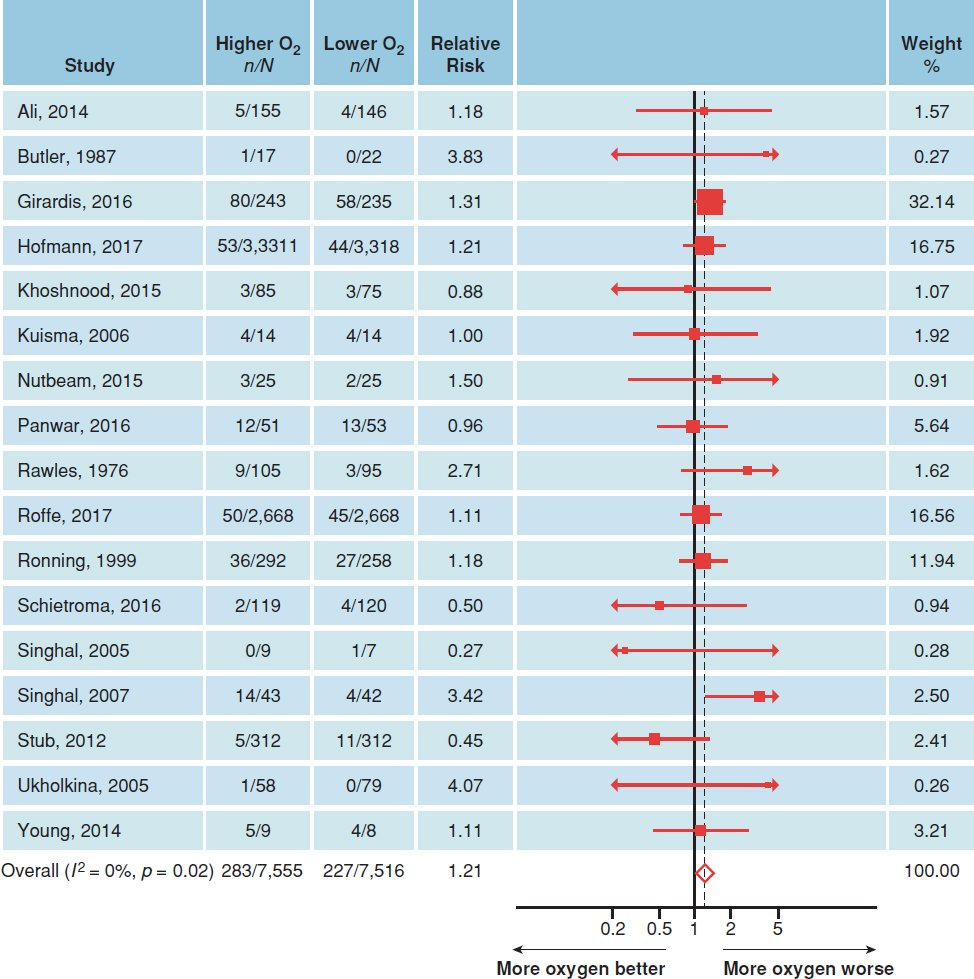 Study Higher O2 n/N Lower O2 n/N Relative Risk Weight %
Ali, 2014 5/155 4/146 1.18 1.57
Butler, 1987 1/17 0/22 3.83 0.27
Girardis, 2016 80/243 58/235 1.31 32.14
Hofmann, 2017 53/3,3311 44/3,318 1.21 16.75
Khoshnood, 2015 3/85 3/75 0.88 1.07
Kuisma, 2006 4/14 4/14 1.00 1.92
Nutbeam, 2015 3/25 2/25 1.50 0.91
Panwar, 2016 12/51 13/53 0.96 5.64
Rawles, 1976 9/105 3/95 2.71 1.62
Roffe, 2017 50/2,668 45/2,668 1.11 16.56
Ronning, 1999 36/292 27/258 1.18 11.94
Schietroma, 2016 2/119 4/120 0.50 0.94
Singhal, 2005 0/9 1/7 0.27 0.28
Singhal, 2007 14/43 4/42 3.42 2.50
Stub, 2012 5/312 11/312 0.45 2.41
Ukholkina, 2005 1/58 0/79 4.07 0.26
Young, 2014 5/9 4/8 1.11 3.21
Overall (I2 = 0%, p = 0.02) 283/7,555 227/7,516 1.21 100.00
0.2 0.5 1 2 5
More oxygen better More oxygen worse